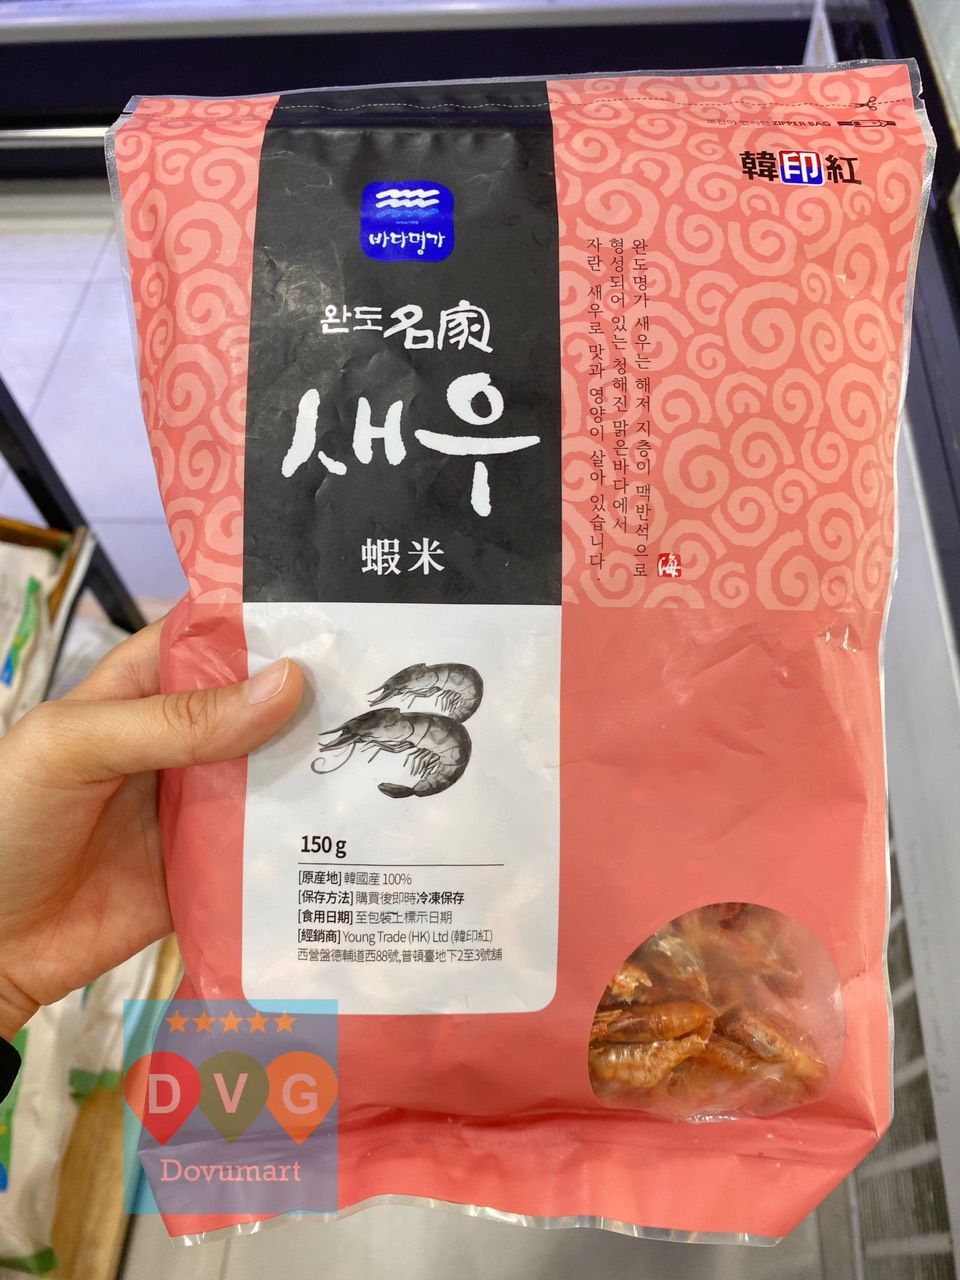 ZIPPER BAG
韓印紅
바다명가
완도名家
새우
蝦米
완도명가 새우는 해저 지층이 맥반석으로
형성되어 있는 청해진 맑은바다에서
자란 새우로 맛과 영양이 살아 있습니다.
海
150 g
[原産地] 韓國産 100%
[保存方法] 購買後即時冷凍保存
[食用日期] 至包裝上標示日期
[經銷商] Young Trade (HK) Ltd (韓印紅)
西營盤德輔道西88號,普頓臺地下2至3號舖
DVG
Dovumart